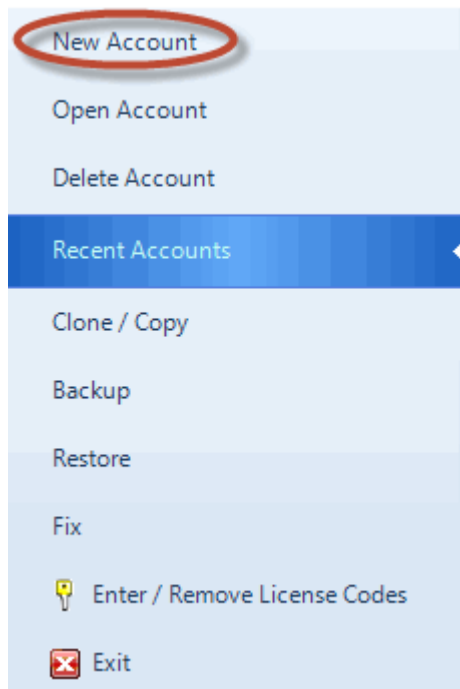 New Account
Open Account
Delete Account
Recent Accounts
Clone / Copy
Backup
Restore
Fix
Enter / Remove License Codes
Exit